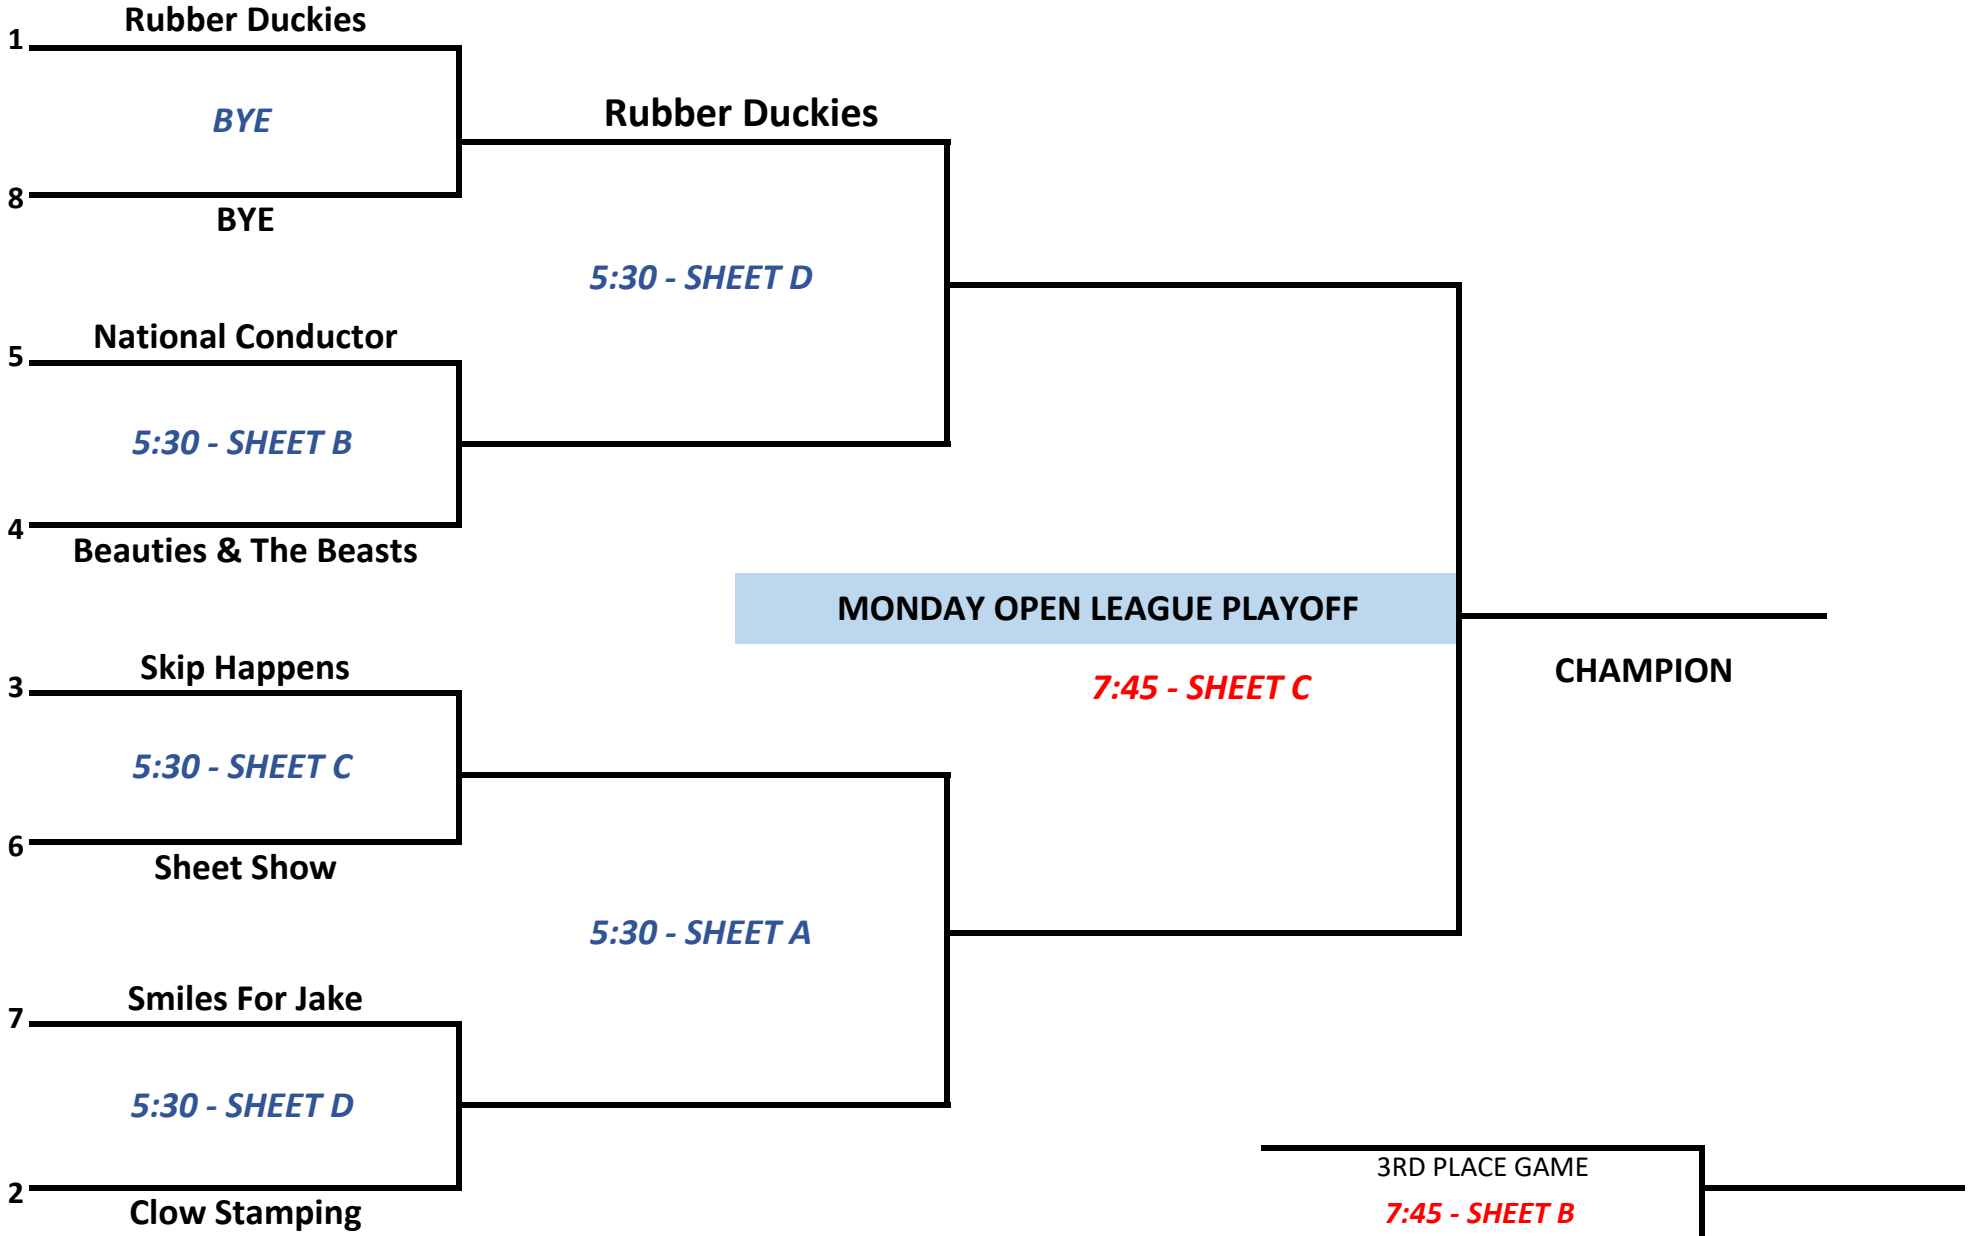 Rubber Duckies
1
BYE
8
BYE
Rubber Duckies
5:30 - SHEET D
National Conductor
5
5:30 - SHEET B
4
Beauties & The Beasts
MONDAY OPEN LEAGUE PLAYOFF
7:45 - SHEET C
CHAMPION
Skip Happens
3
5:30 - SHEET C
6
Sheet Show
5:30 - SHEET A
Smiles For Jake
7
5:30 - SHEET D
2
Clow Stamping
3RD PLACE GAME
7:45 - SHEET B